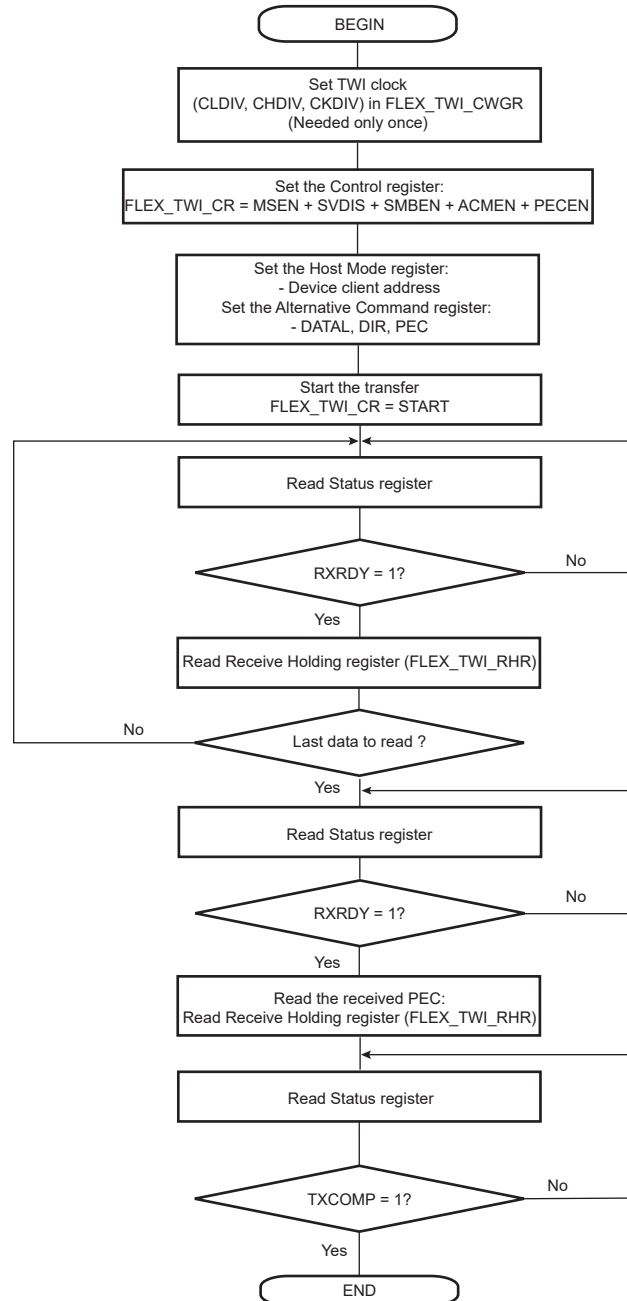 BEGIN
Set TWI clock
(CLDIV, CHDIV, CKDIV) in FLEX_TWI_CWGR
(Needed only once)
Set the Control register:
FLEX_TWI_CR = MSEN + SVDIS + SMBEN + ACMEN + PECEN
Set the Host Mode register:
- Device client address
Set the Alternative Command register:
- DATAL, DIR, PEC
Start the transfer
FLEX_TWI_CR = START
Read Status register
RXRDY = 1?
No
Yes
Read Receive Holding register (FLEX_TWI_RHR)
No
Last data to read ?
Yes
Read Status register
RXRDY = 1?
No
Yes
Read the received PEC:
Read Receive Holding register (FLEX_TWI_RHR)
Read Status register
TXCOMP = 1?
No
Yes
END